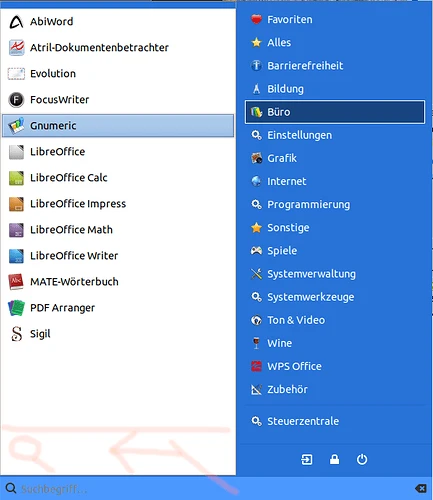 AbiWord
Atril-Dokumentenbetrachter
Evolution
FocusWriter
Gnumeric
LibreOffice
LibreOffice Calc
LibreOffice Impress
LibreOffice Math
LibreOffice Writer
MATE-Wörterbuch
PDF Arranger
Sigil
Favoriten
Alles
Barrierefreiheit
Bildung
Büro
Einstellungen
Grafik
Internet
Programmierung
Sonstige
Spiele
Systemverwaltung
Systemwerkzeuge
Ton & Video
Wine
WPS Office
Zubehör
Steuerzentrale
Suchbegriff...